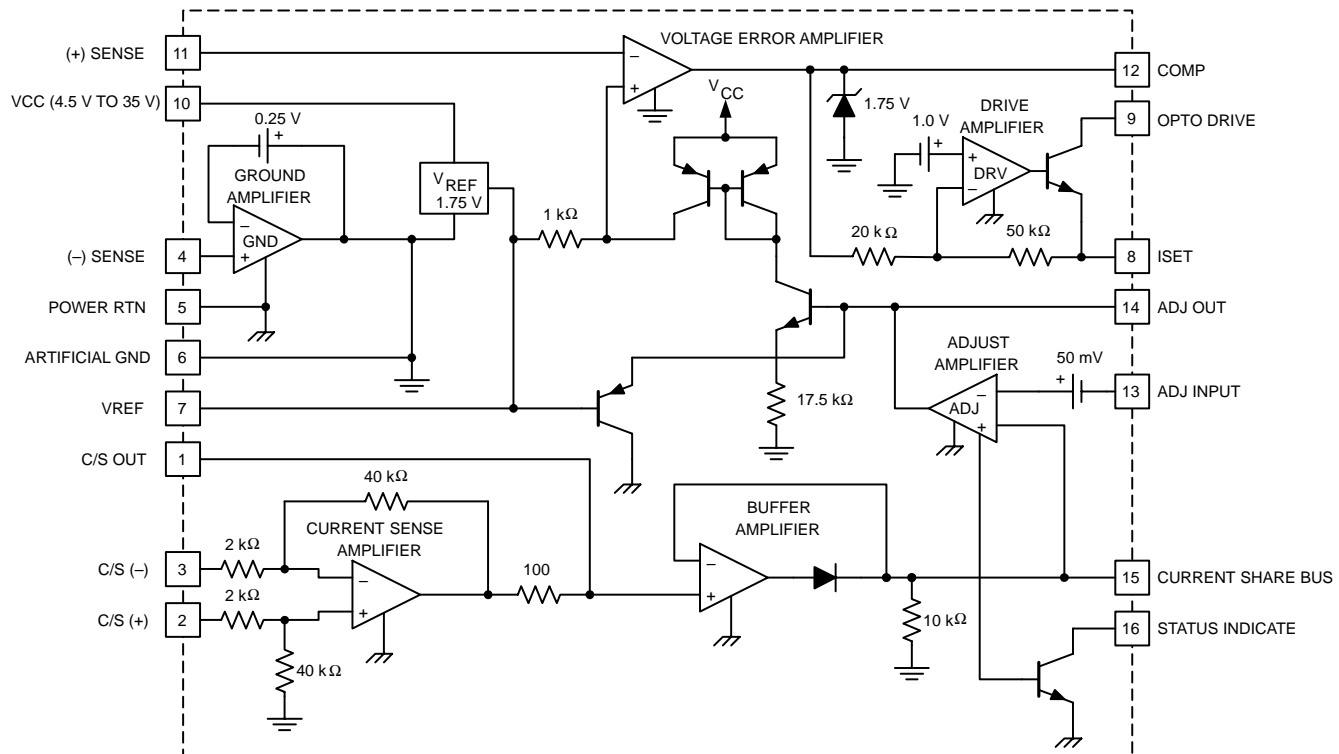 (+) SENSE
11
VCC (4.5 V TO 35 V)
10
0.25 V
+
GROUND
AMPLIFIER
−
GND
+
(–) SENSE
4
POWER RTN
5
ARTIFICIAL GND
6
VREF
7
C/S OUT
1
C/S (–)
3
C/S (+)
2
VREF
1.75 V
1 kΩ
VOLTAGE ERROR AMPLIFIER
−
+
VCC
1.75 V
1.0 V
+
DRIVE
AMPLIFIER
+
DRV
−
20 kΩ
50 kΩ
12
COMP
9
OPTO DRIVE
8
ISET
14
ADJ OUT
ADJUST
AMPLIFIER
50 mV
+
−
ADJ
+
13
ADJ INPUT
17.5 kΩ
40 kΩ
CURRENT SENSE
AMPLIFIER
2 kΩ
2 kΩ
−
+
40 kΩ
100
BUFFER
AMPLIFIER
−
+
10 kΩ
15
CURRENT SHARE BUS
16
STATUS INDICATE